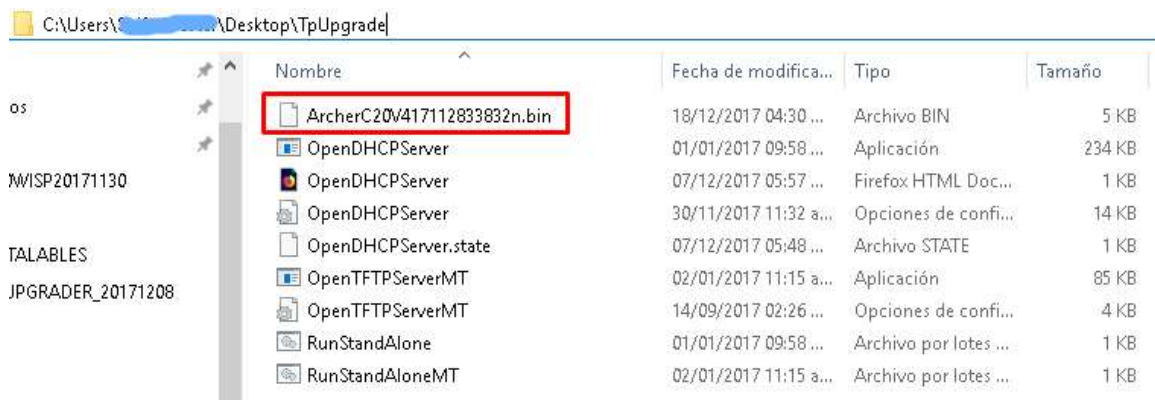 C:\Users\ \Desktop\TpUpgrade
Nombre Fecha de modifica... Tipo Tamaño
os
ArcherC20V417112833832n.bin 18/12/2017 04:30 ... Archivo BIN 5 KB
OpenDHCPServer 01/01/2017 09:58 ... Aplicación 234 KB
WISP20171130 OpenDHCPServer 07/12/2017 05:57 ... Firefox HTML Doc... 1 KB
OpenDHCPServer 30/11/2017 11:32 a... Opciones de confi... 14 KB
TALABLES OpenDHCPServer.state 07/12/2017 05:48 ... Archivo STATE 1 KB
JPGRADER_20171208 OpenTFTPServerMT 02/01/2017 11:15 a... Aplicación 85 KB
OpenTFTPServerMT 14/09/2017 02:26 ... Opciones de confi... 4 KB
RunStandAlone 01/01/2017 09:58 ... Archivo por lotes ... 1 KB
RunStandAloneMT 02/01/2017 11:15 a... Archivo por lotes ... 1 KB